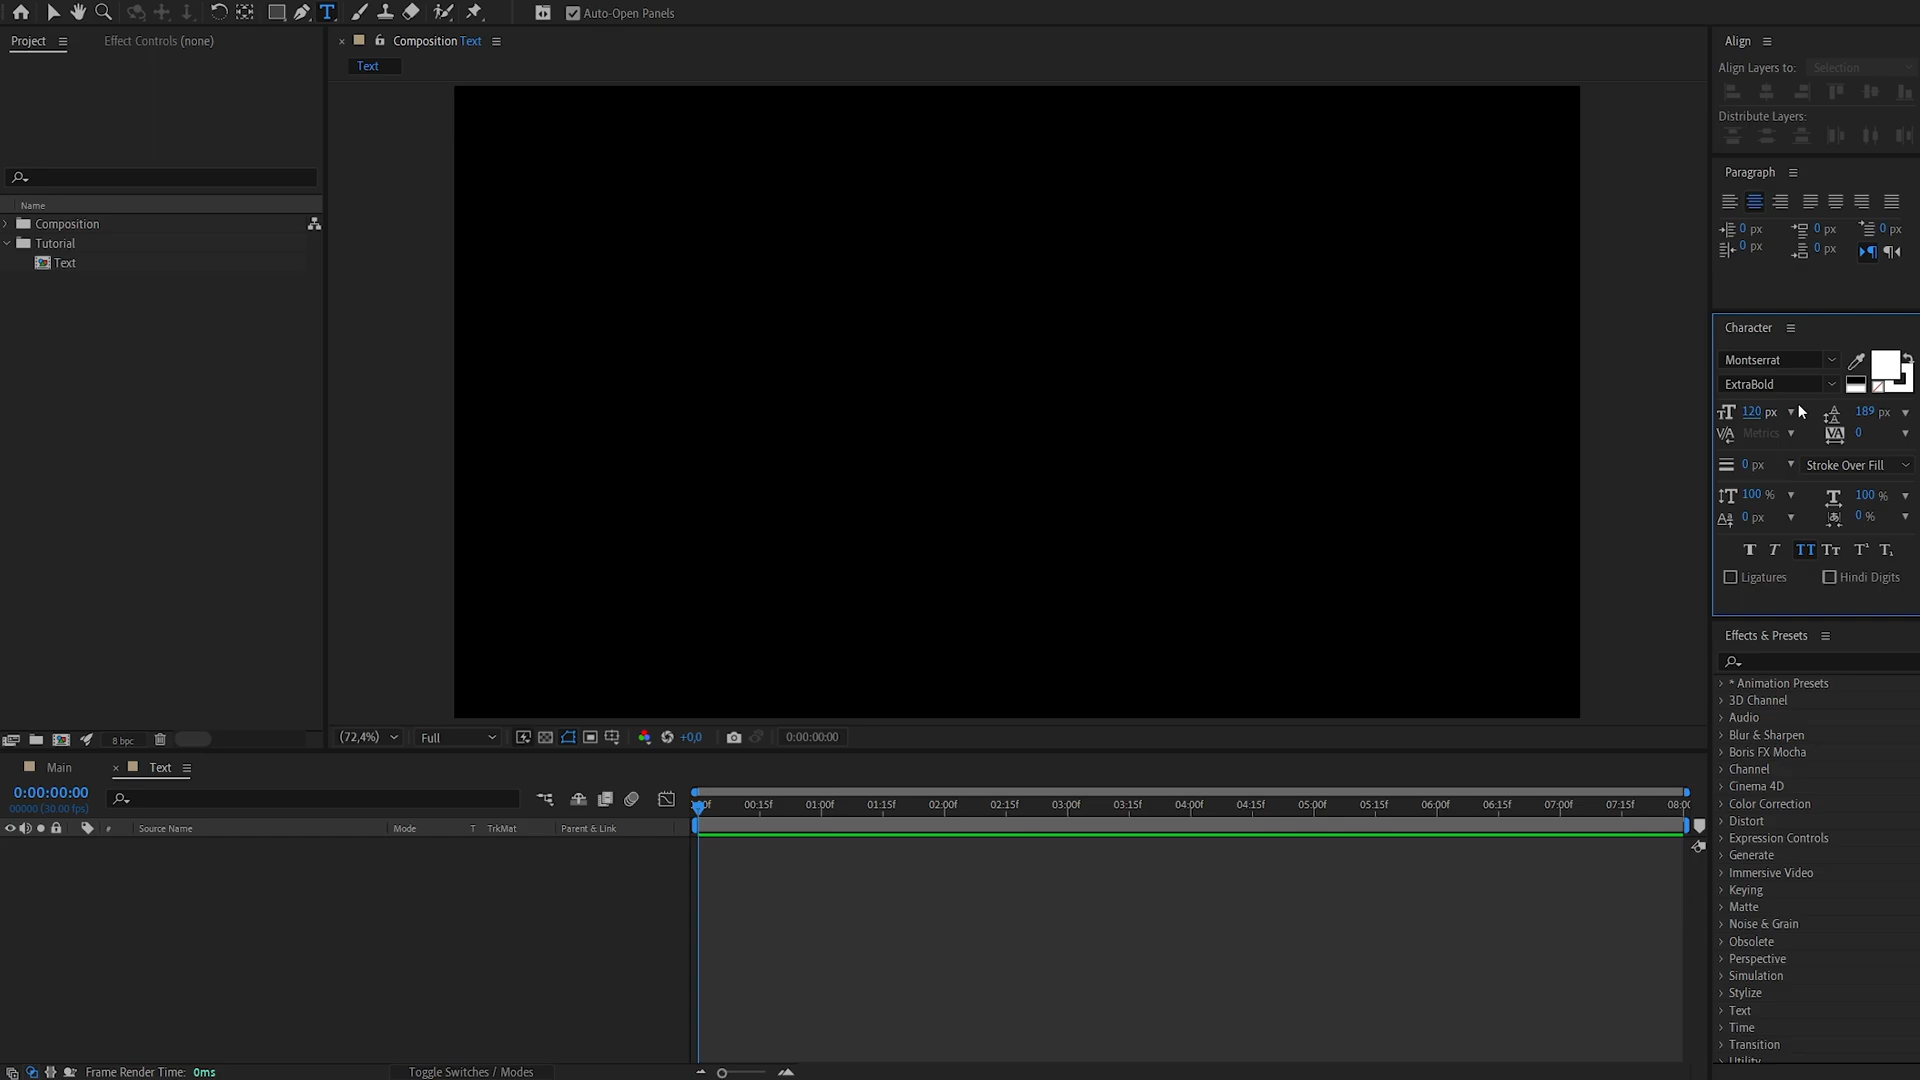 Auto-Open Panels
Project
Effect Controls (none)
Composition Text
Text
Name
Composition
Tutorial
Text
8 bpc
(72,4%)
Full
+0,0
0:00:00:00
Align
Align Layers to:
Selection
Distribute Layers:
Paragraph
0 px
0 px
0 px
0 px
0 px
Character
Montserrat
ExtraBold
120 px
189 px
Metrics
0
0 px
Stroke Over Fill
100 %
100 %
0 px
0 %
Ligatures
Hindi Digits
Effects & Presets
* Animation Presets
3D Channel
Audio
Blur & Sharpen
Boris FX Mocha
Channel
Cinema 4D
Color Correction
Distort
Expression Controls
Generate
Immersive Video
Keying
Matte
Noise & Grain
Obsolete
Perspective
Simulation
Stylize
Text
Time
Transition
Utility
Main
Text
0:00:00:00
00000 (30.00 fps)
00:15f 01:00f 01:15f 02:00f 02:15f 03:00f 03:15f 04:00f 04:15f 05:00f 05:15f 06:00f 06:15f 07:00f 07:15f
# Source Name Mode T TrkMat Parent & Link
Frame Render Time: 0ms
Toggle Switches / Modes